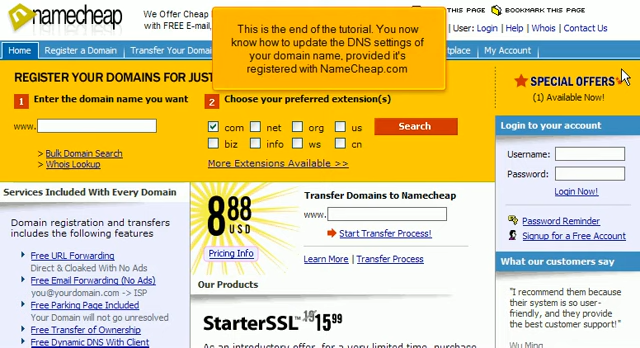 namecheap
We Offer Cheap
with FREE E-mail,
BOOKMARK THIS PAGE
User: Login | Help | Whois | Contact Us
Home Register a Domain Transfer Your My Account
This is the end of the tutorial. You now
know how to update the DNS settings of
your domain name, provided it's
registered with NameCheap.com
REGISTER YOUR DOMAINS FOR JUST
1 Enter the domain name you want
2 Choose your preferred extension(s)
www.
com net org us
biz info ws cn
Search
Bulk Domain Search
Whois Lookup
More Extensions Available >>
SPECIAL OFFERS
(1) Available Now!
Login to your account
Username:
Password:
Login Now!
Password Reminder
Signup for a Free Account
Services Included With Every Domain
Domain registration and transfers
includes the following features
Free URL Forwarding
Direct & Cloaked With No Ads
Free Email Forwarding (No Ads)
you@yourdomain.com -> ISP
Free Parking Page Included
Your Domain will not go unresolved
Free Transfer of Ownership
Free Dynamic DNS With Client
8 88
USD
Pricing Info
Transfer Domains to Namecheap
www.
Start Transfer Process!
Learn More | Transfer Process
Our Products
StarterSSL™ 19 15 99
As an introductory offer, for a very limited time, purchase
What our customers say
"I recommend them because
their system is so user-
friendly, and they provide
the best customer support!"
Wu Ming